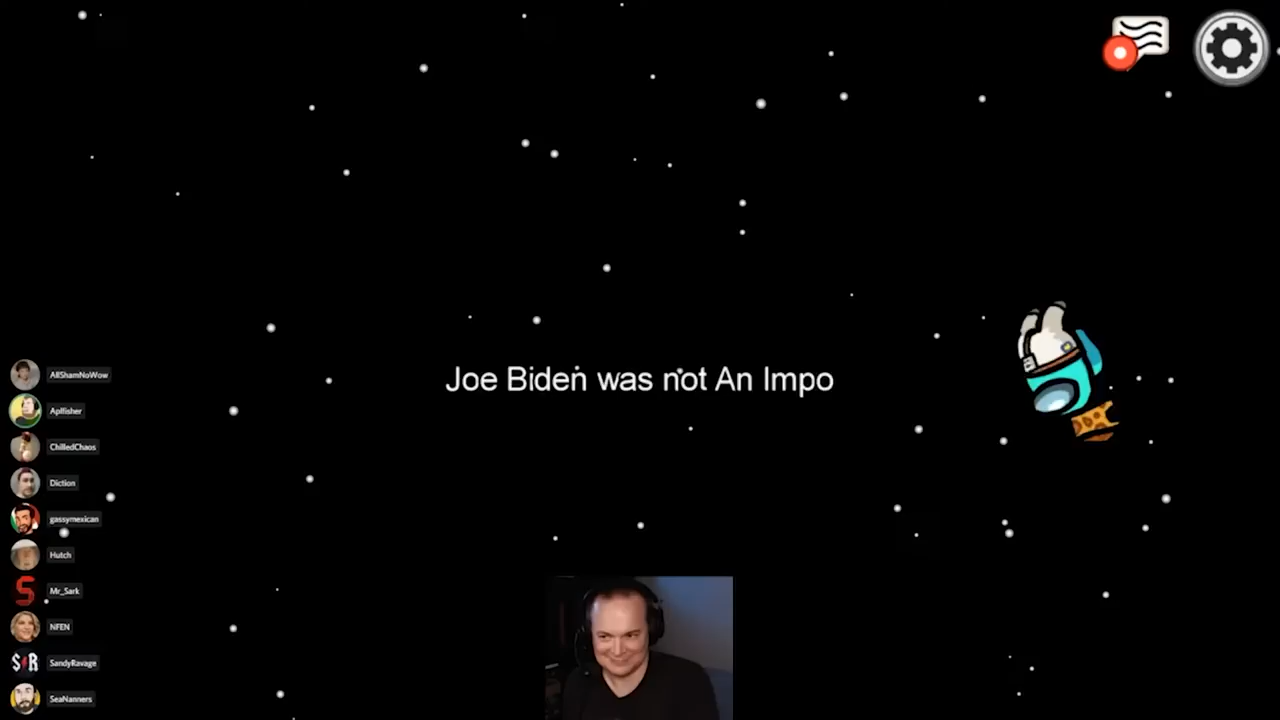 Joe Biden was not An Impo
AllShamNoWow
Aplfisher
ChilledChaos
Diction
gassymexican
Hutch
Mr_Sark
NFEN
SandyRavage
SeaNanners